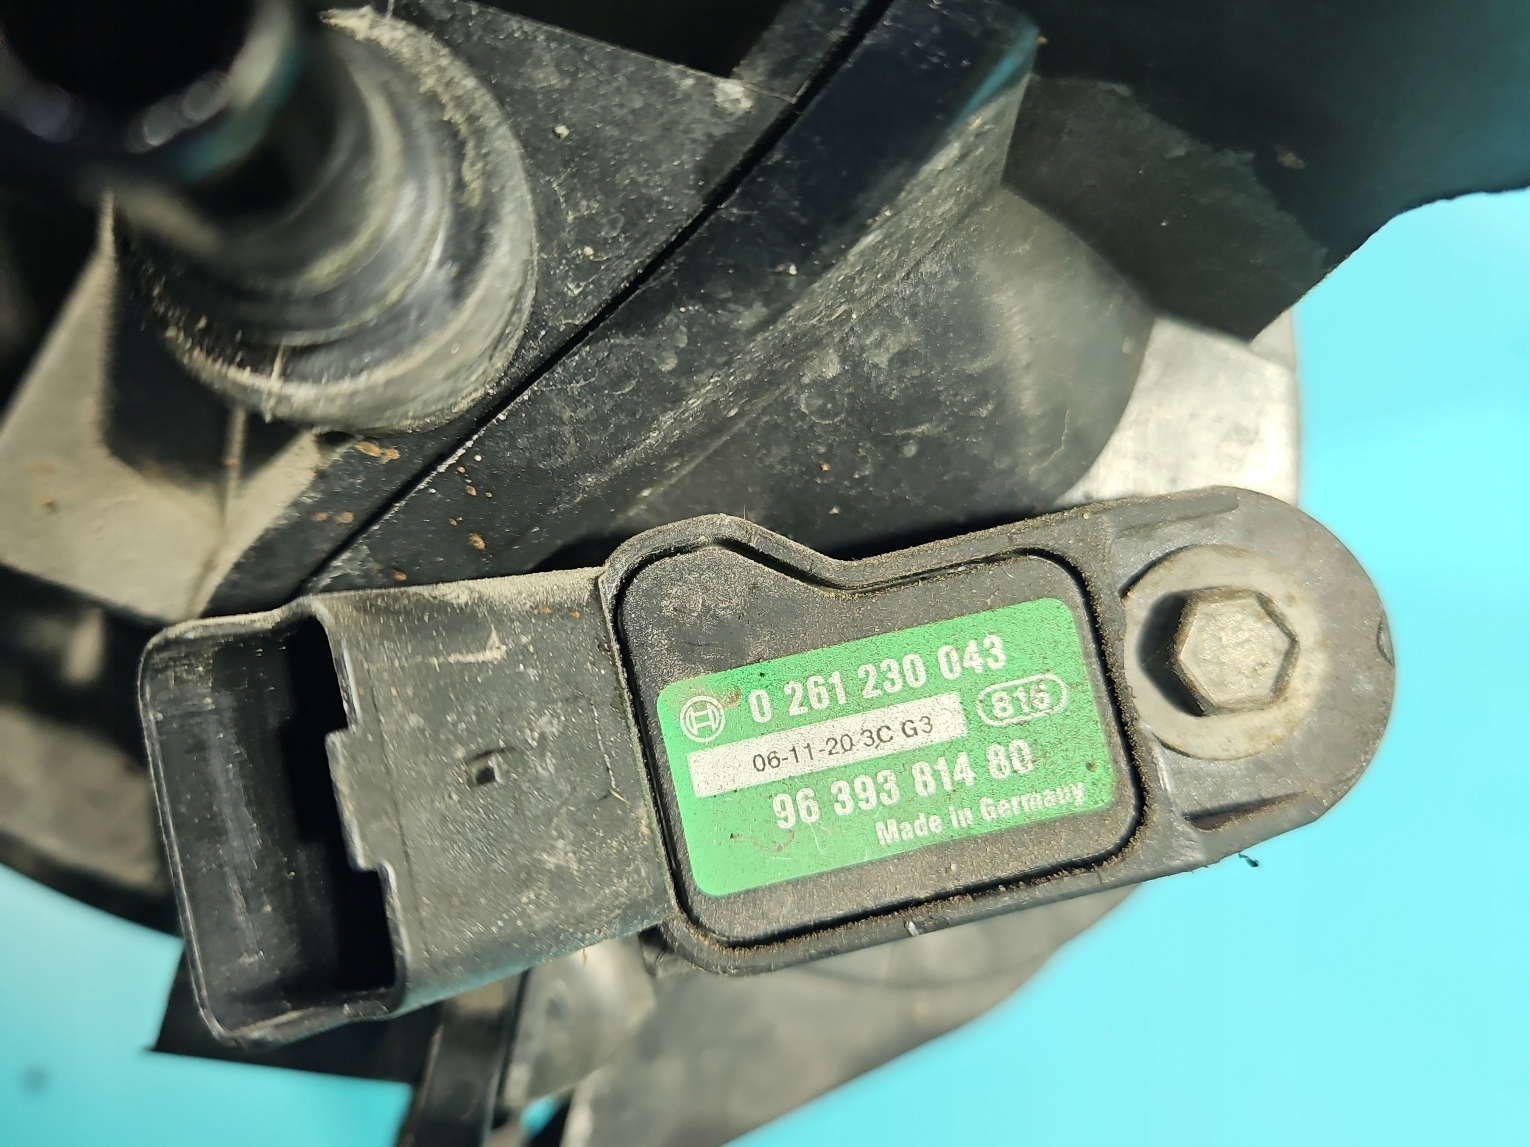 0 261 230 043
06-11-20 3C G3 815
96 393 814 80
Made in Germany